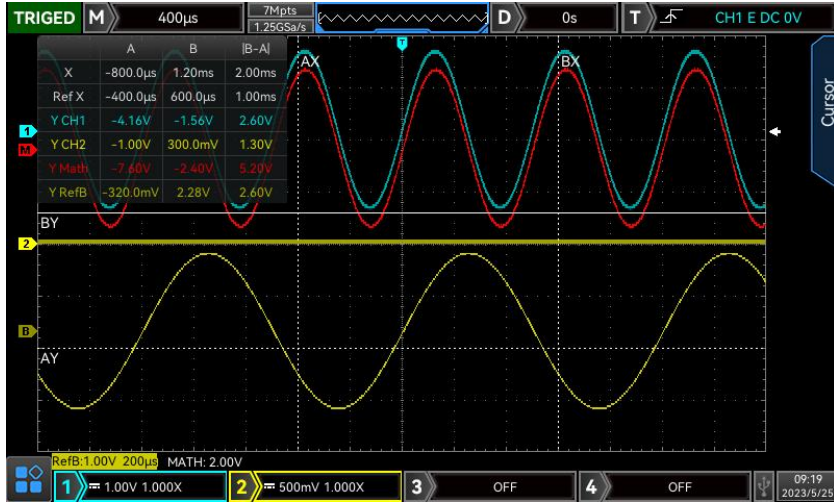 TRIGED M 400μs 7Mpts 1.25GSa/s D 0s T CH1 E DC 0V
T
A B |B-A|
X -800.0μs 1.20ms 2.00ms
Ref X -400.0μs 600.0μs 1.00ms
Y CH1 -4.16V -1.56V 2.60V
Y CH2 -1.00V 300.0mV 1.30V
Y Math -7.60V -2.40V 5.20V
Y RefB -320.0mV 2.28V 2.60V
AX BX
Cursor
1
M
BY
2
B
AY
RefB:1.00V 200μs MATH: 2.00V
1 1.00V 1.000X 2 500mV 1.000X 3 OFF 4 OFF 09:19
2023/5/25